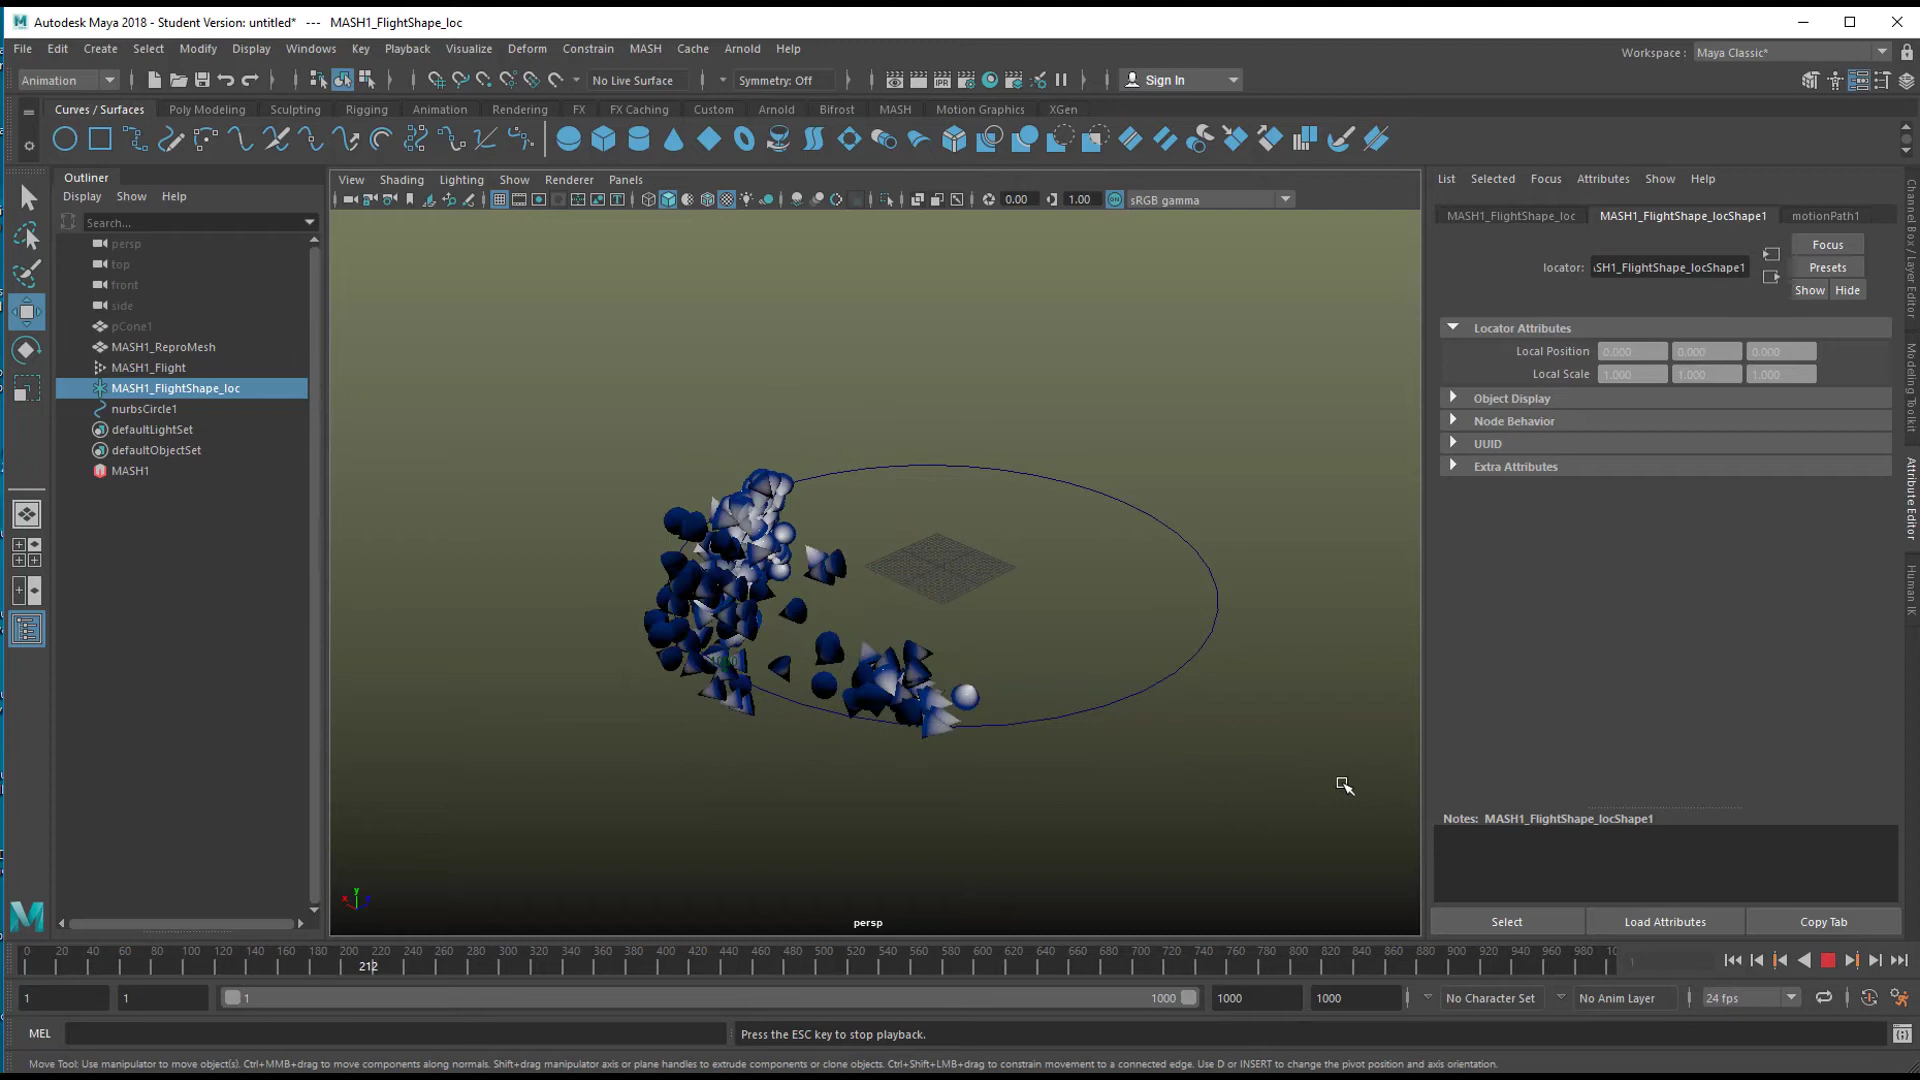 Autodesk Maya 2018 - Student Version: untitled*   ---   MASH1_FlightShape_loc
File Edit Create Select Modify Display Windows Key Playback Visualize Deform Constrain MASH Cache Arnold Help
Workspace : Maya Classic*
Animation No Live Surface Symmetry: Off Sign In
Curves / Surfaces Poly Modeling Sculpting Rigging Animation Rendering FX FX Caching Custom Arnold Bifrost MASH Motion Graphics XGen
Outliner
Display Show Help
Search...
persp
top
front
side
pCone1
MASH1_ReproMesh
MASH1_Flight
MASH1_FlightShape_loc
nurbsCircle1
defaultLightSet
defaultObjectSet
MASH1
View Shading Lighting Show Renderer Panels
0.00 1.00 ON sRGB gamma
y
persp
List Selected Focus Attributes Show Help
MASH1_FlightShape_loc MASH1_FlightShape_locShape1 motionPath1
Focus
locator: SH1_FlightShape_locShape1 Presets
Show Hide
Locator Attributes
Local Position 0.000 0.000 0.000
Local Scale 1.000 1.000 1.000
Object Display
Node Behavior
UUID
Extra Attributes
Notes: MASH1_FlightShape_locShape1
Select Load Attributes Copy Tab
Channel Box / Layer Editor
Modeling Toolkit
Attribute Editor
Human IK
0 20 40 60 80 100 120 140 160 180 200 220 240 260 280 300 320 340 360 380 400 420 440 460 480 500 520 540 560 580 600 620 640 660 680 700 720 740 760 780 800 820 840 860 880 900 920 940 960 980 10
212
1
1 1 1 1000 1000 1000 No Character Set No Anim Layer 24 fps
MEL Press the ESC key to stop playback.
Move Tool: Use manipulator to move object(s). Ctrl+MMB+drag to move components along normals. Shift+drag manipulator axis or plane handles to extrude components or clone objects. Ctrl+Shift+LMB+drag to constrain movement to a connected edge. Use D or INSERT to change the pivot position and axis orientation.